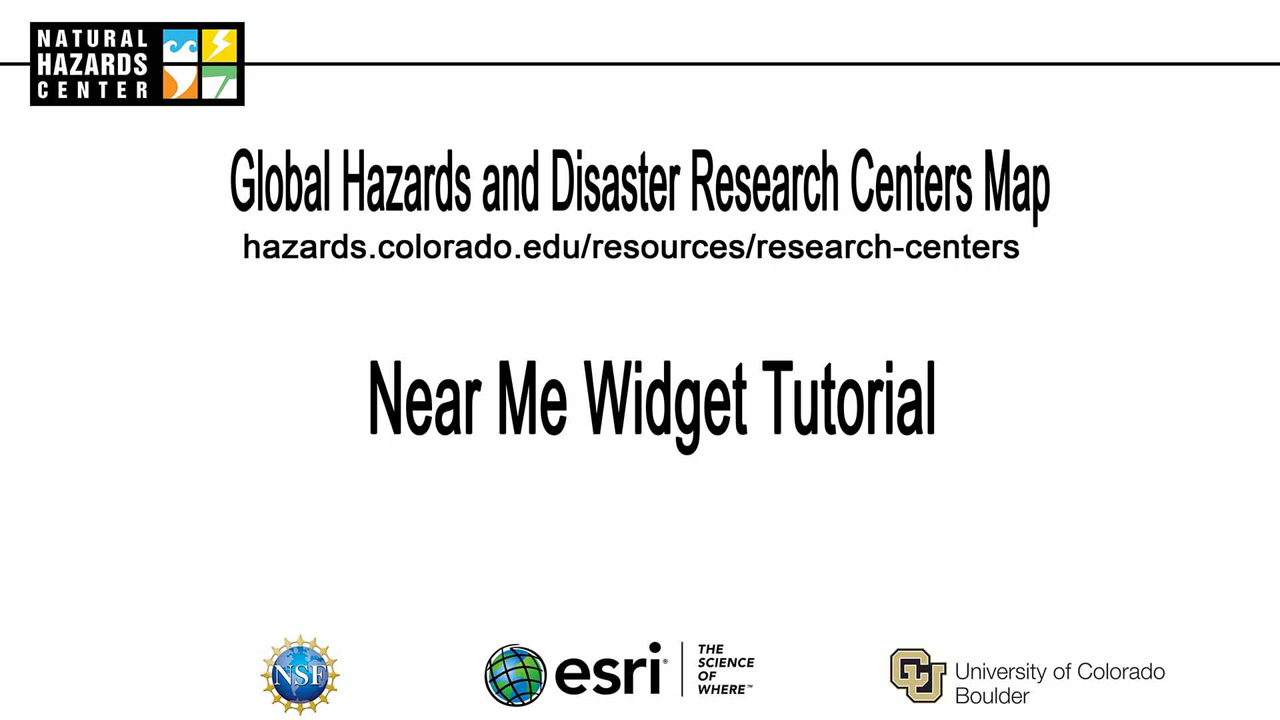 NATURAL
HAZARDS
CENTER
Global Hazards and Disaster Research Centers Map
hazards.colorado.edu/resources/research-centers
Near Me Widget Tutorial
NSF
esri®
THE
SCIENCE
OF
WHERE™
CU
University of Colorado
Boulder